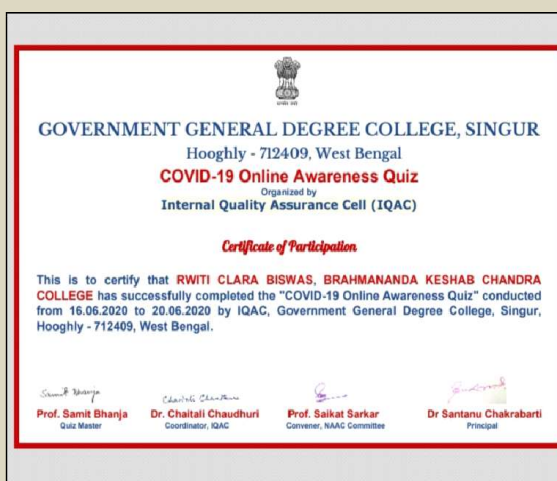 GOVERNMENT GENERAL DEGREE COLLEGE, SINGUR
Hooghly - 712409, West Bengal
COVID-19 Online Awareness Quiz
Organized by
Internal Quality Assurance Cell (IQAC)
Certificate of Participation
This is to certify that RWITI CLARA BISWAS, BRAHMANANDA KESHAB CHANDRA
COLLEGE has successfully completed the "COVID-19 Online Awareness Quiz" conducted
from 16.06.2020 to 20.06.2020 by IQAC, Government General Degree College, Singur,
Hooghly - 712409, West Bengal.
Samit Bhanja
Chaitali Chaudhuri
Prof. Samit Bhanja
Dr. Chaitali Chaudhuri
Prof. Saikat Sarkar
Dr Santanu Chakrabarti
Quiz Master
Coordinator, IQAC
Convener, NAAC Committee
Principal